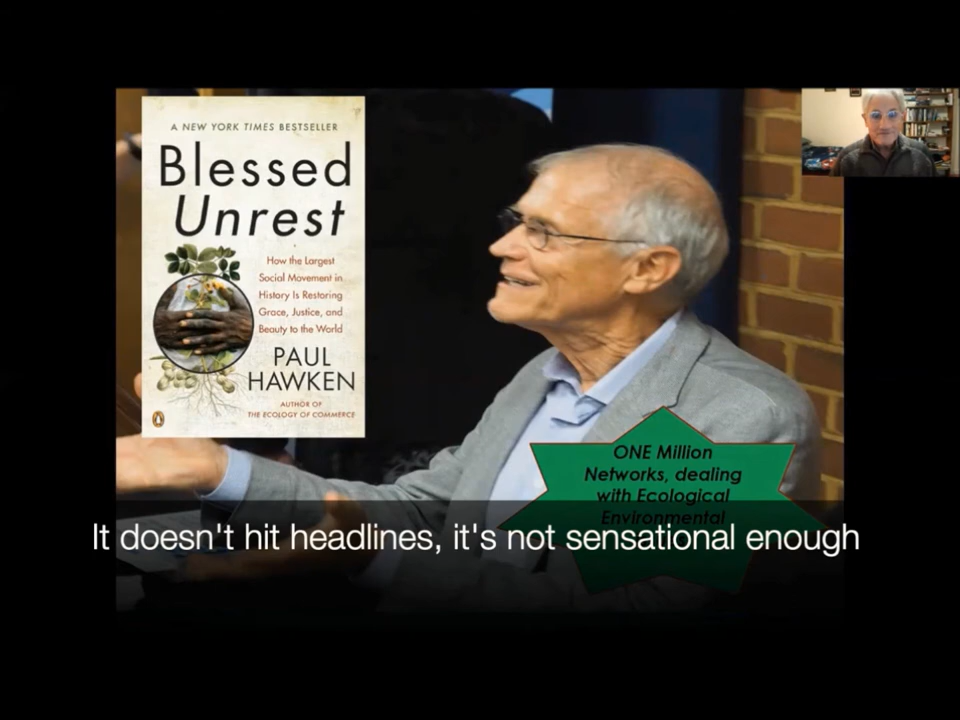 A NEW YORK TIMES BESTSELLER
Blessed
Unrest
How the Largest
Social Movement in
History Is Restoring
Grace, Justice, and
Beauty to the World
PAUL
HAWKEN
AUTHOR OF
THE ECOLOGY OF COMMERCE
ONE Million
Networks, dealing
with Ecological
Environmental
It doesn't hit headlines, it's not sensational enough